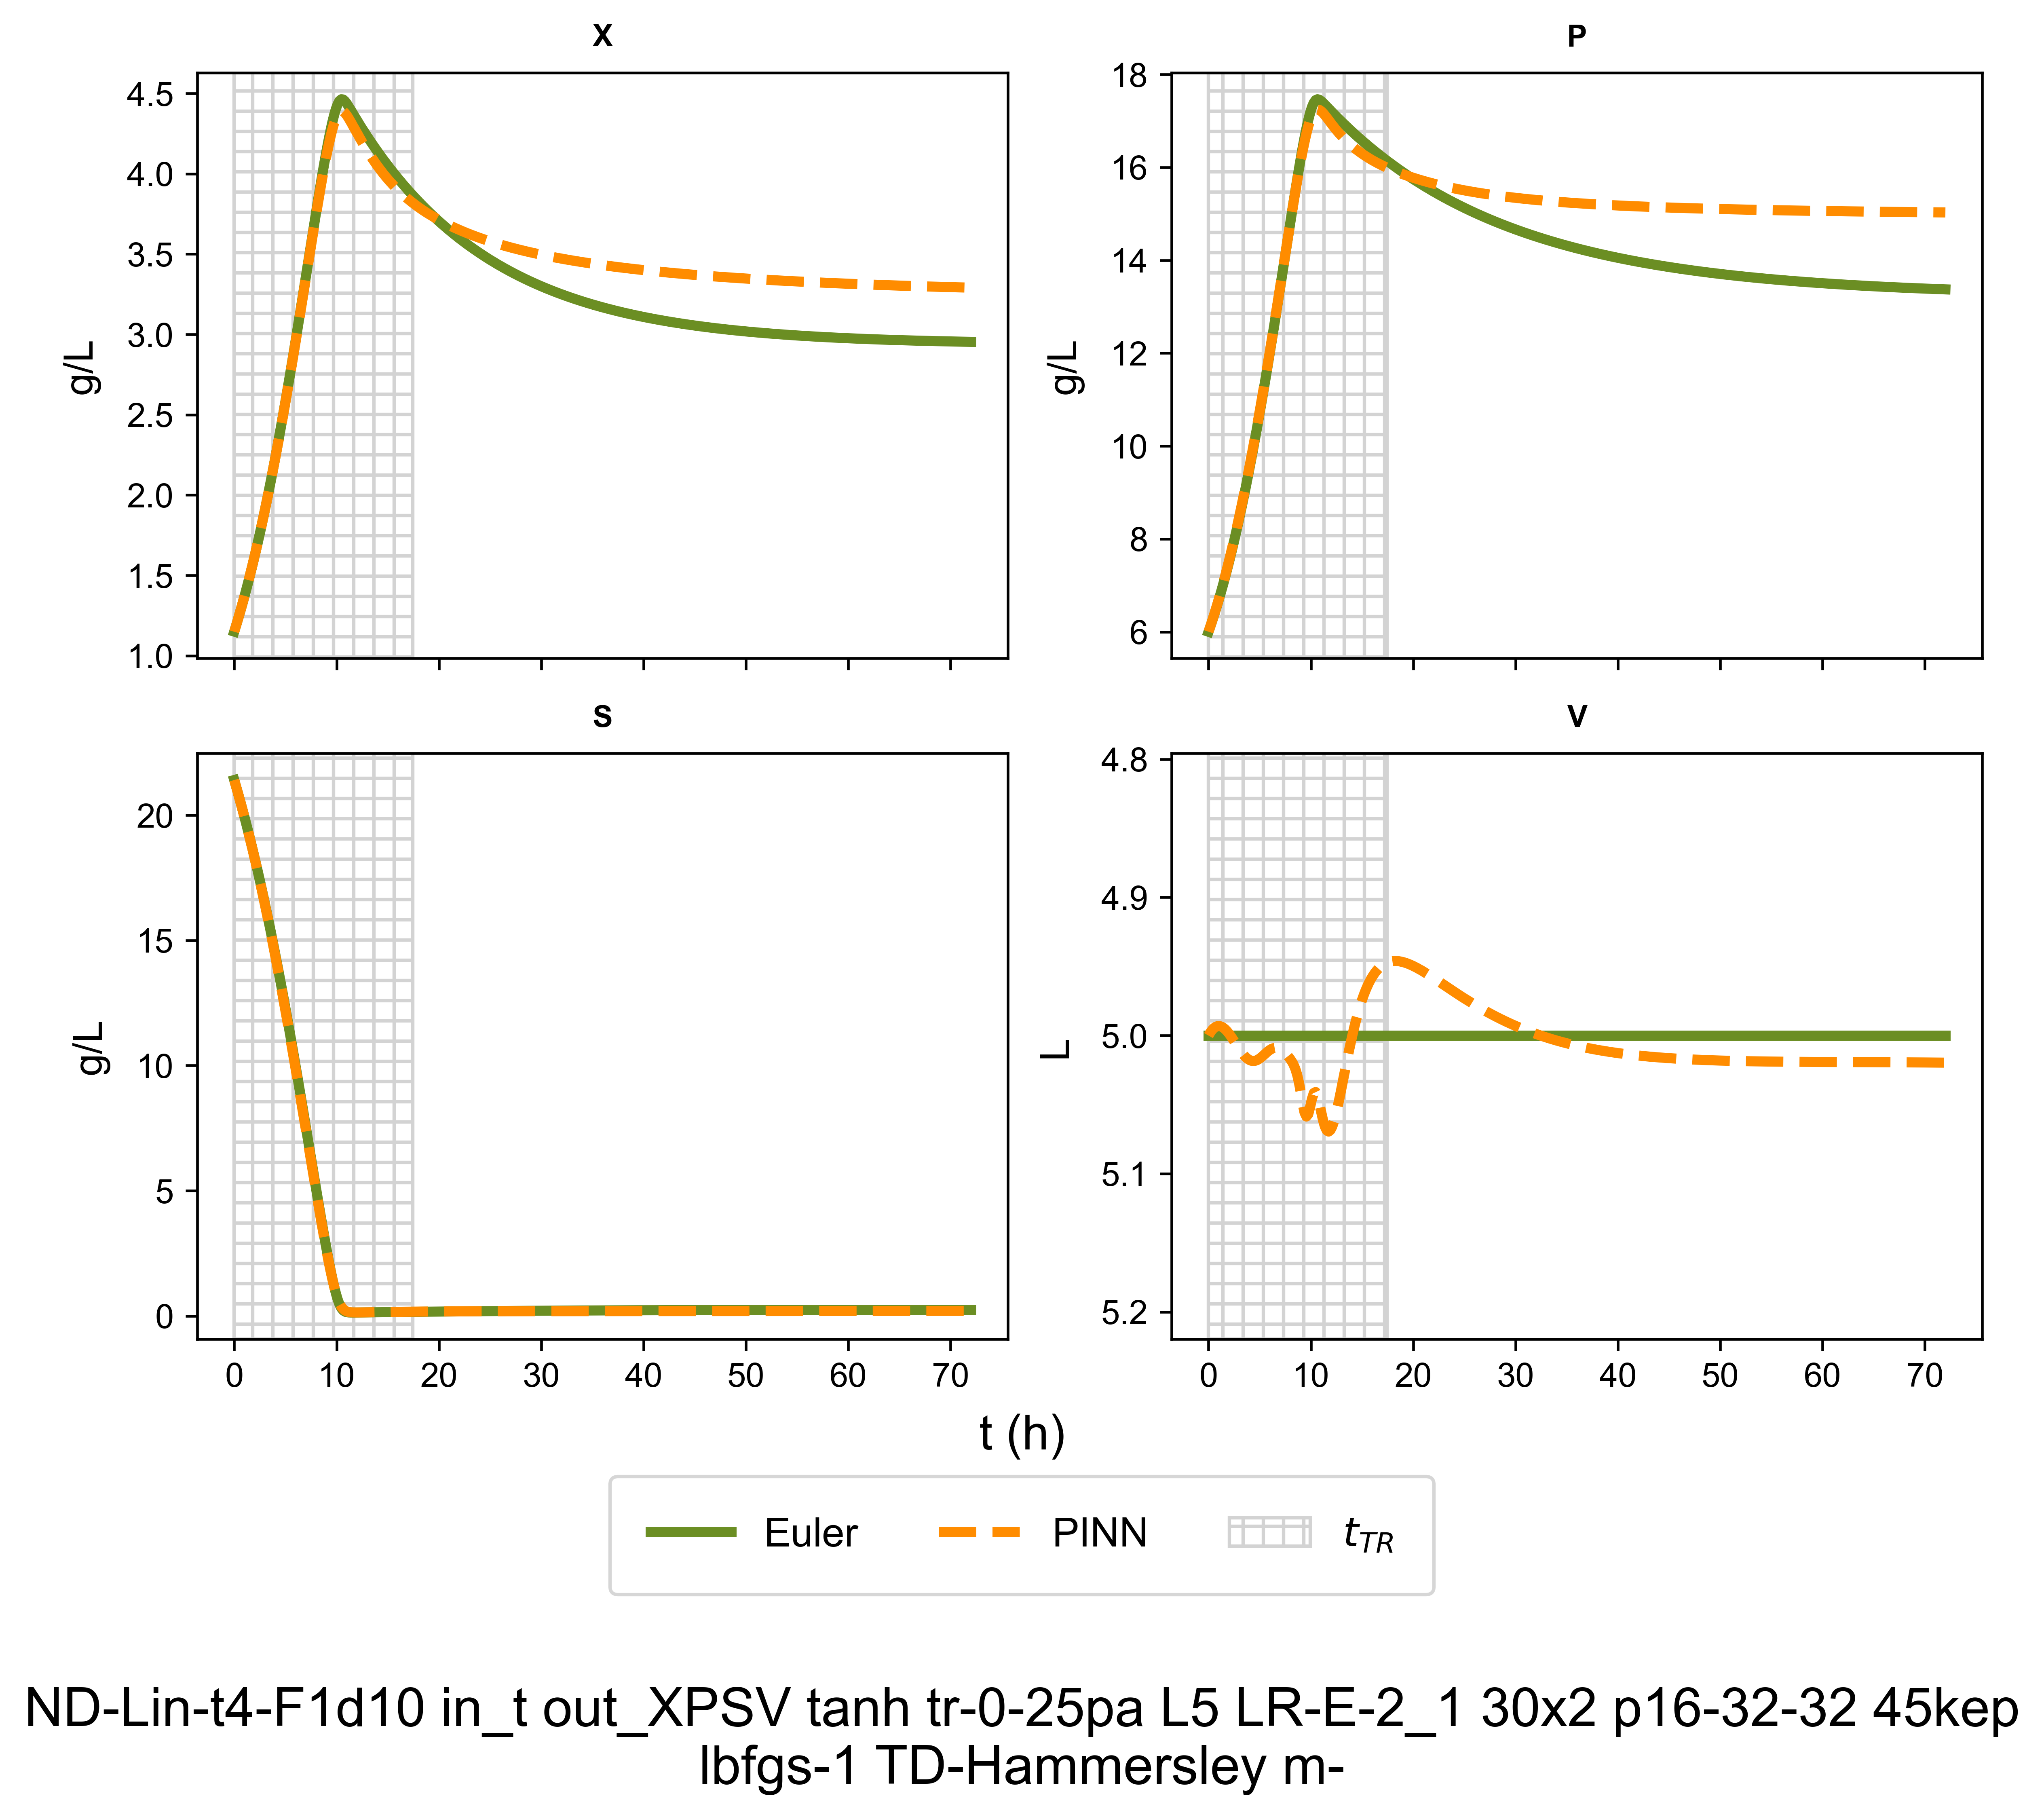 X
4.5
4.0
3.5
3.0
2.5
2.0
1.5
1.0
g/L
P
18
16
14
12
10
8
6
g/L
S
20
15
10
5
0
g/L
0 10 20 30 40 50 60 70
V
4.8
4.9
5.0
5.1
5.2
L
0 10 20 30 40 50 60 70
t (h)
Euler PINN t_TR
ND-Lin-t4-F1d10 in_t out_XPSV tanh tr-0-25pa L5 LR-E-2_1 30x2 p16-32-32 45kep
lbfgs-1 TD-Hammersley m-